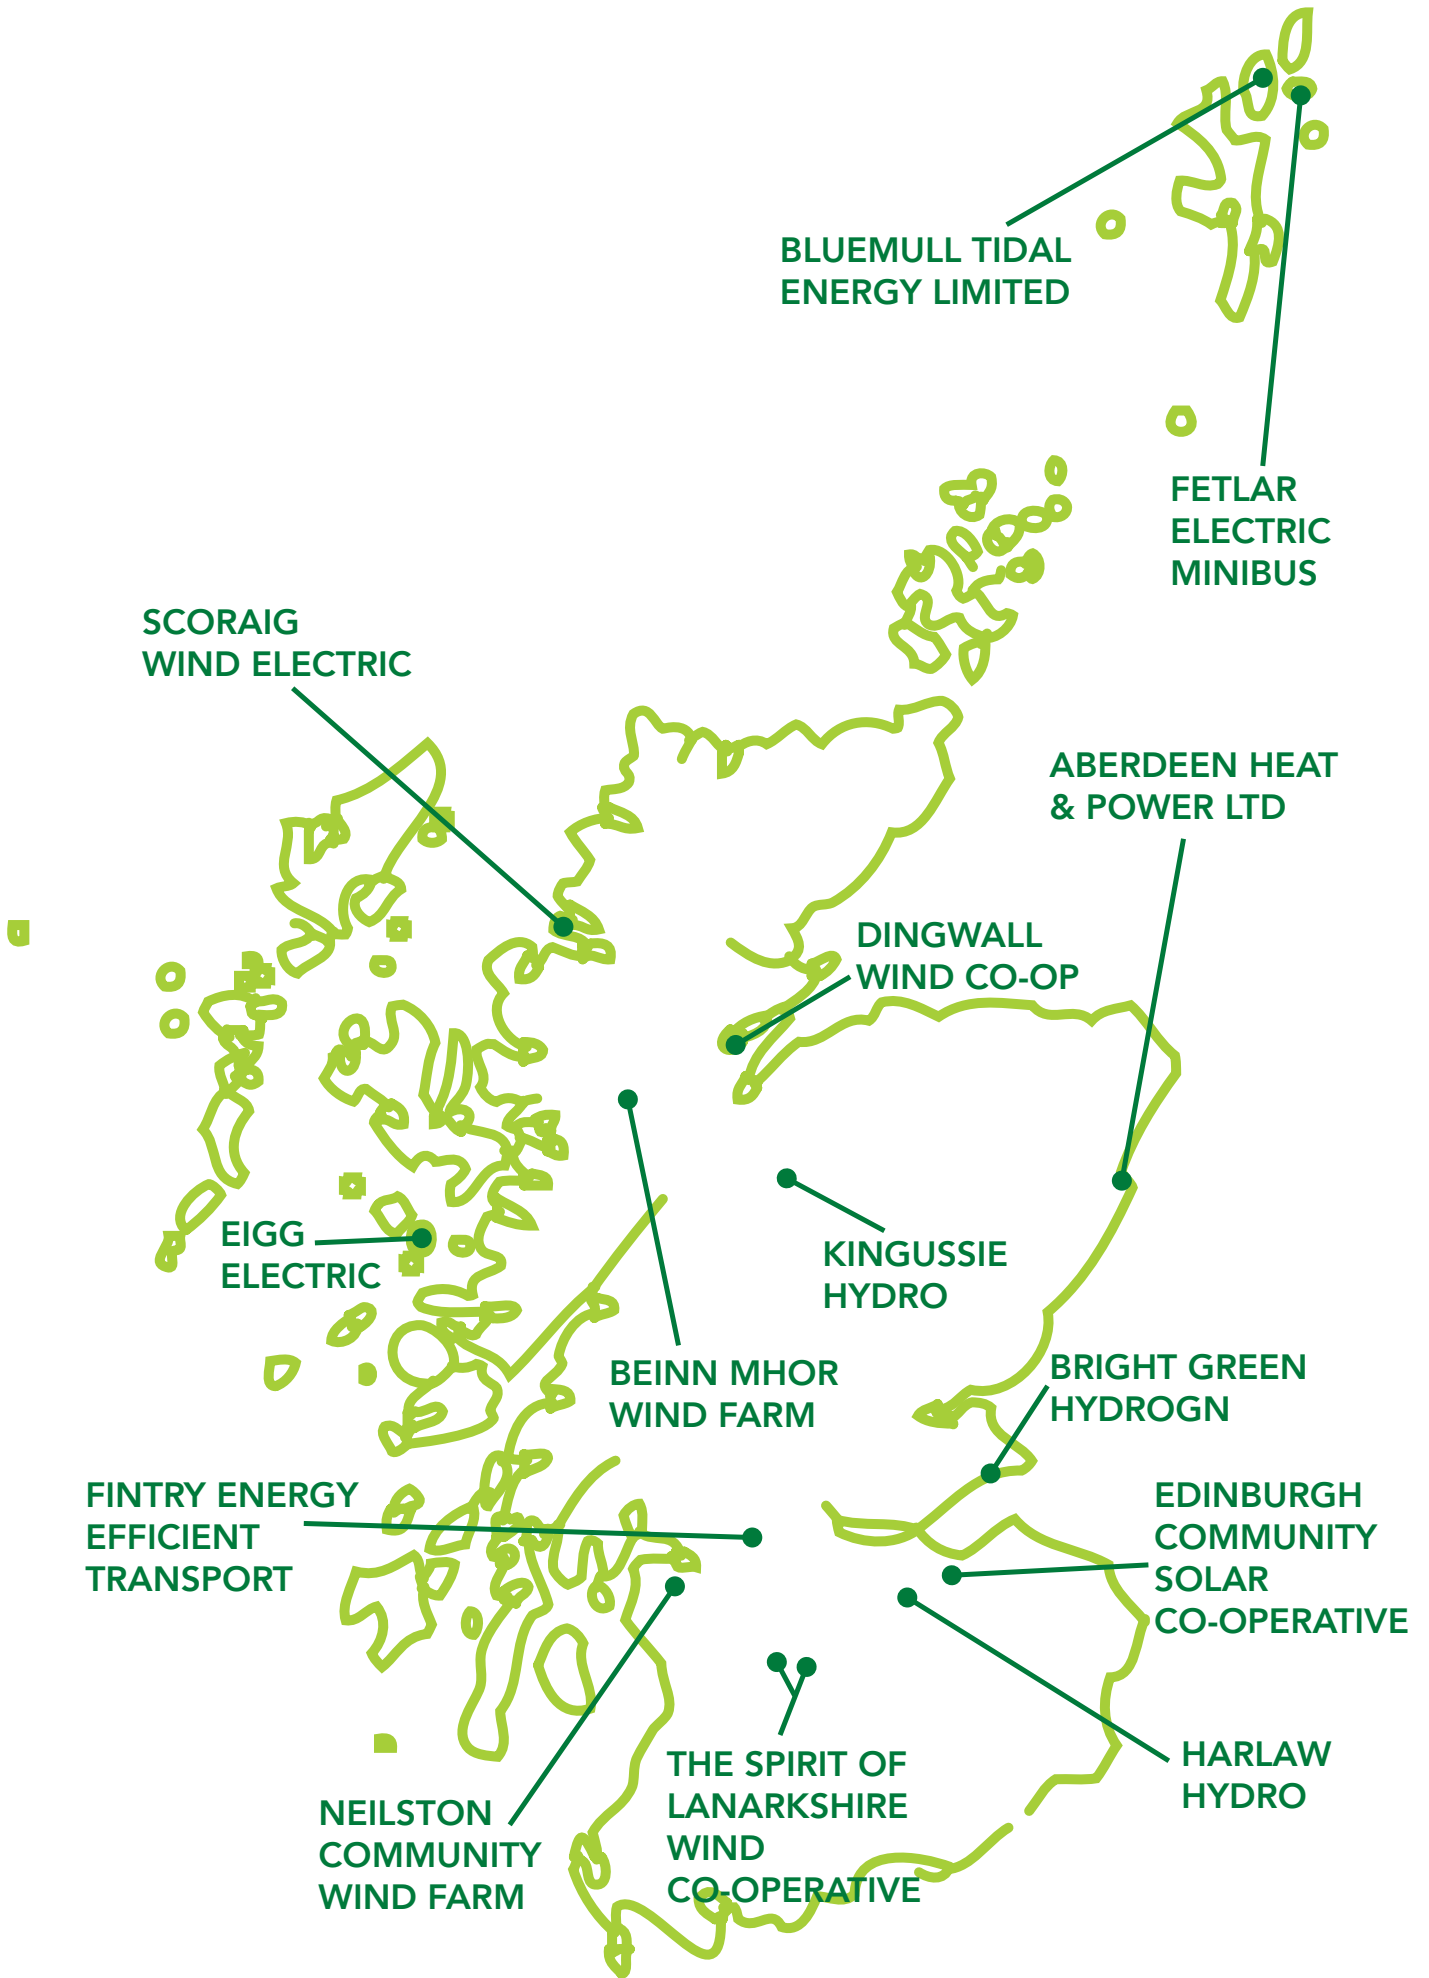 BLUEMULL TIDAL
ENERGY LIMITED
FETLAR
ELECTRIC
MINIBUS
SCORAIG
WIND ELECTRIC
ABERDEEN HEAT
& POWER LTD
DINGWALL
WIND CO-OP
EIGG
ELECTRIC
KINGUSSIE
HYDRO
BEINN MHOR
WIND FARM
BRIGHT GREEN
HYDROGN
FINTRY ENERGY
EFFICIENT
TRANSPORT
EDINBURGH
COMMUNITY
SOLAR
CO-OPERATIVE
THE SPIRIT OF
LANARKSHIRE
WIND
CO-OPERATIVE
HARLAW
HYDRO
NEILSTON
COMMUNITY
WIND FARM